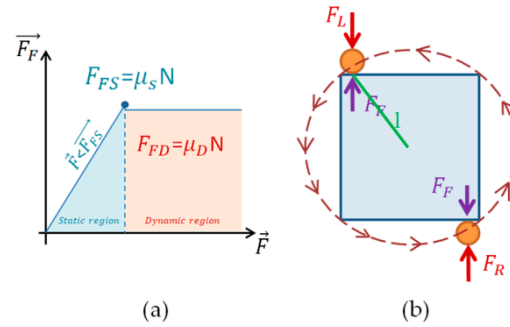 F_F
F_FS=μ_s N
F<F_FS
F_FD=μ_D N
Static region
Dynamic region
F
(a)
F_L
F_F
l
F_F
F_R
(b)